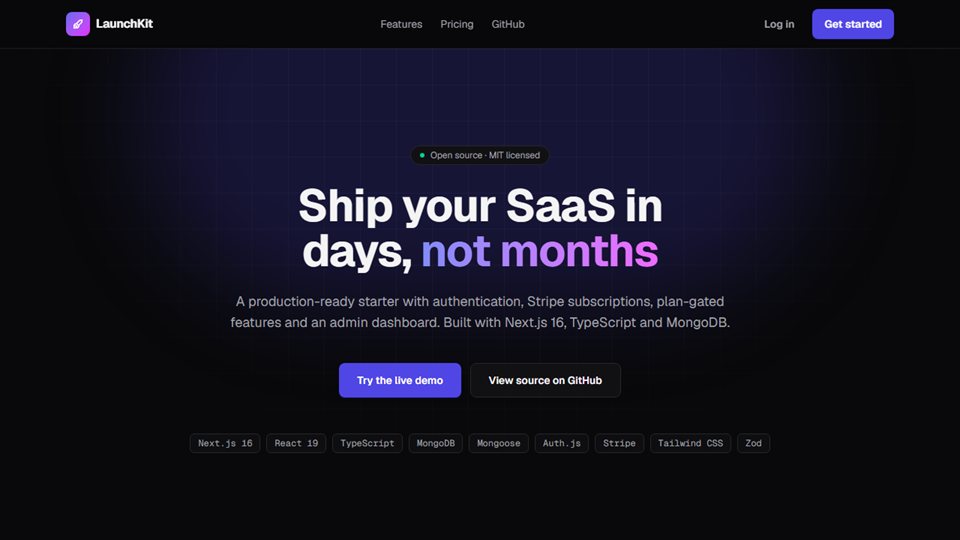 LaunchKit
Features Pricing GitHub
Log in
Get started
Open source · MIT licensed
Ship your SaaS in
days, not months
A production-ready starter with authentication, Stripe subscriptions, plan-gated
features and an admin dashboard. Built with Next.js 16, TypeScript and MongoDB.
Try the live demo
View source on GitHub
Next.js 16 React 19 TypeScript MongoDB Mongoose Auth.js Stripe Tailwind CSS Zod